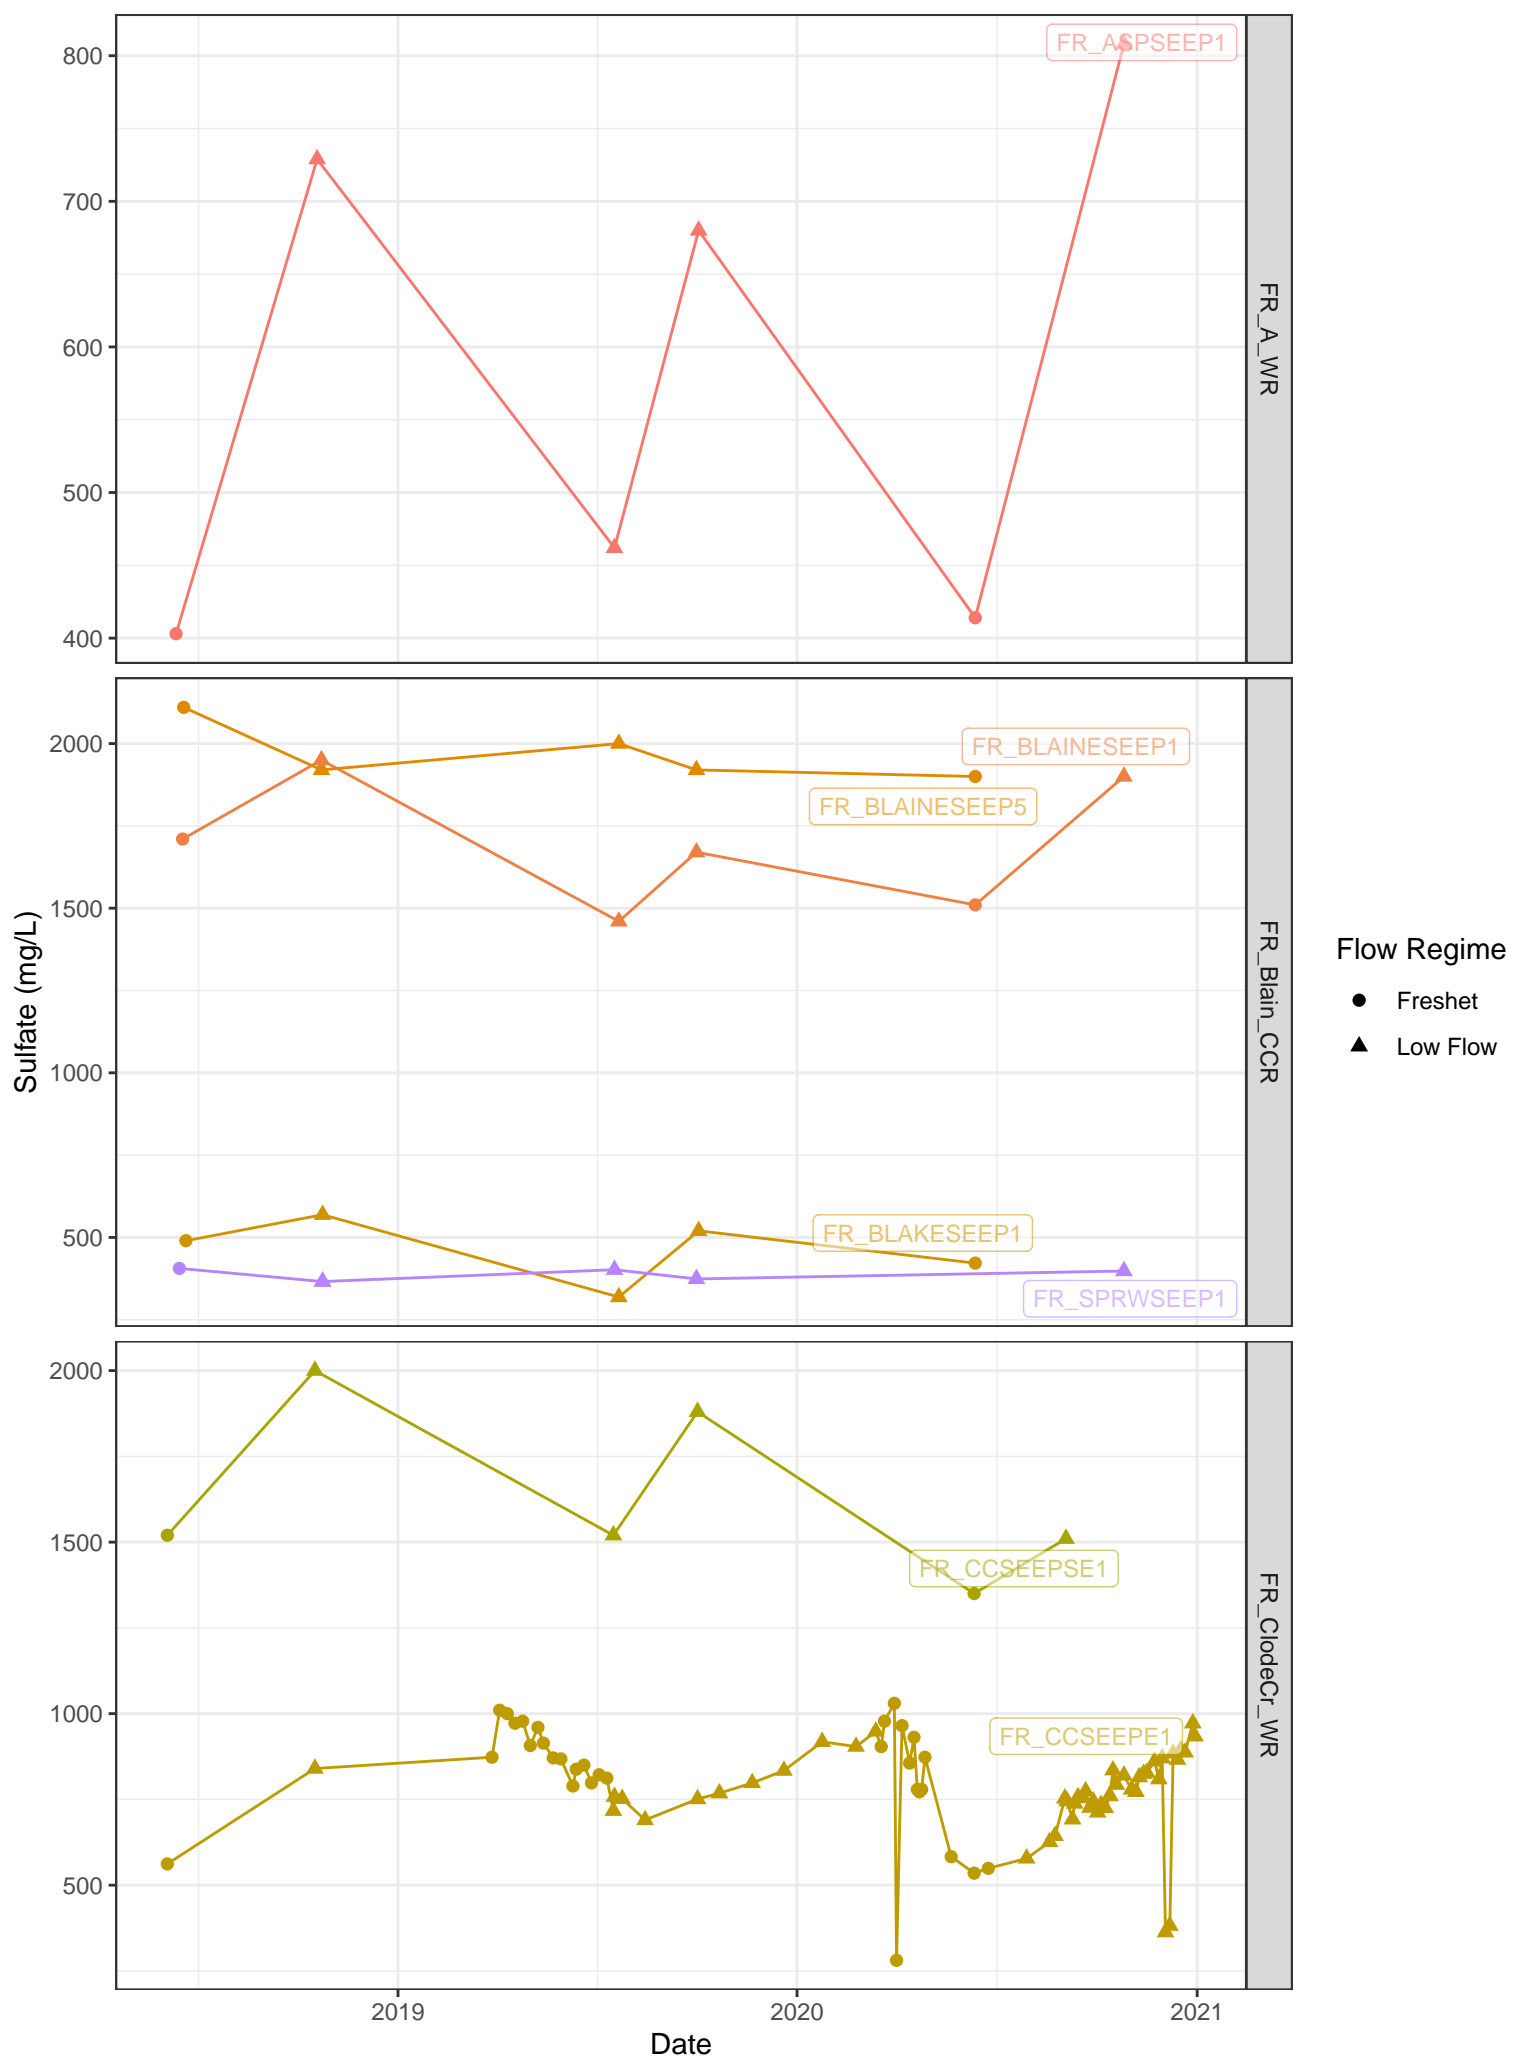 FR_ASPSEEP1
800
700
600
500
400
FR_A_WR
FR_BLAINESEEP1
FR_BLAINESEEP5
FR_BLAKESEEP1
FR_SPRWSEEP1
2000
1500
1000
500
FR_Blain_CCR
FR_CCSEEPSE1
FR_CCSEEPE1
2000
1500
1000
500
FR_ClodeCr_WR
2019
2020
2021
Date
Sulfate (mg/L)
Flow Regime
Freshet
Low Flow